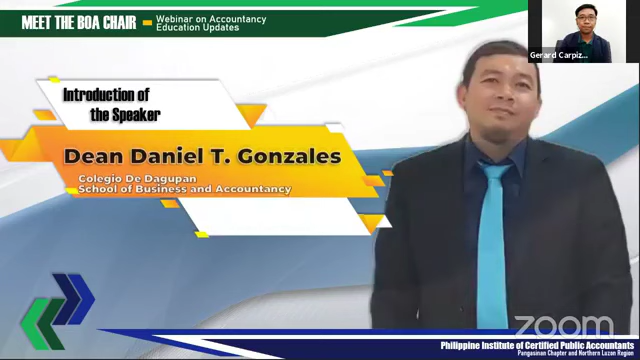 MEET THE BOA CHAIR
Webinar on Accountancy
Education Updates
Gerard Carpiz...
Introduction of
the Speaker
Dean Daniel T. Gonzales
Colegio De Dagupan
School of Business and Accountancy
zoom
Philippine Institute of Certified Public Accountants
Pangasinan Chapter and Northern Luzon Region